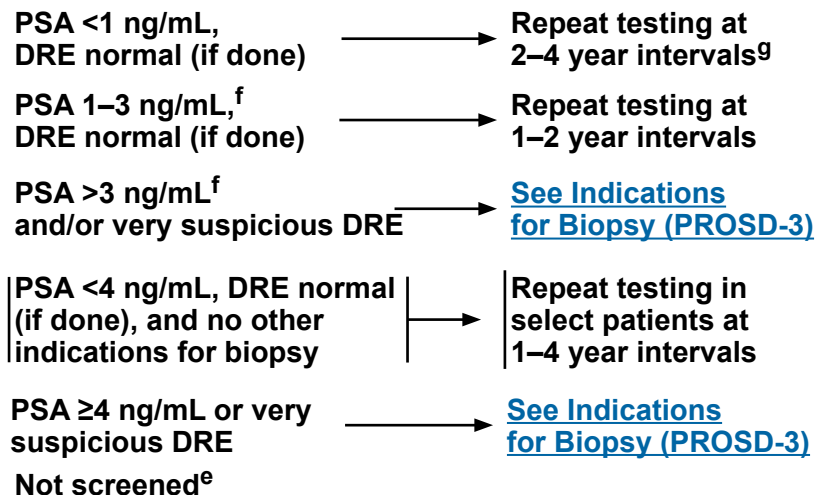 PSA <1 ng/mL,
DRE normal (if done)
Repeat testing at
2–4 year intervalsg
PSA 1–3 ng/mL,f
DRE normal (if done)
Repeat testing at
1–2 year intervals
PSA >3 ng/mLf
and/or very suspicious DRE
See Indications
for Biopsy (PROSD-3)
PSA <4 ng/mL, DRE normal
(if done), and no other
indications for biopsy
Repeat testing in
select patients at
1–4 year intervals
PSA ≥4 ng/mL or very
suspicious DRE
See Indications
for Biopsy (PROSD-3)
Not screenede